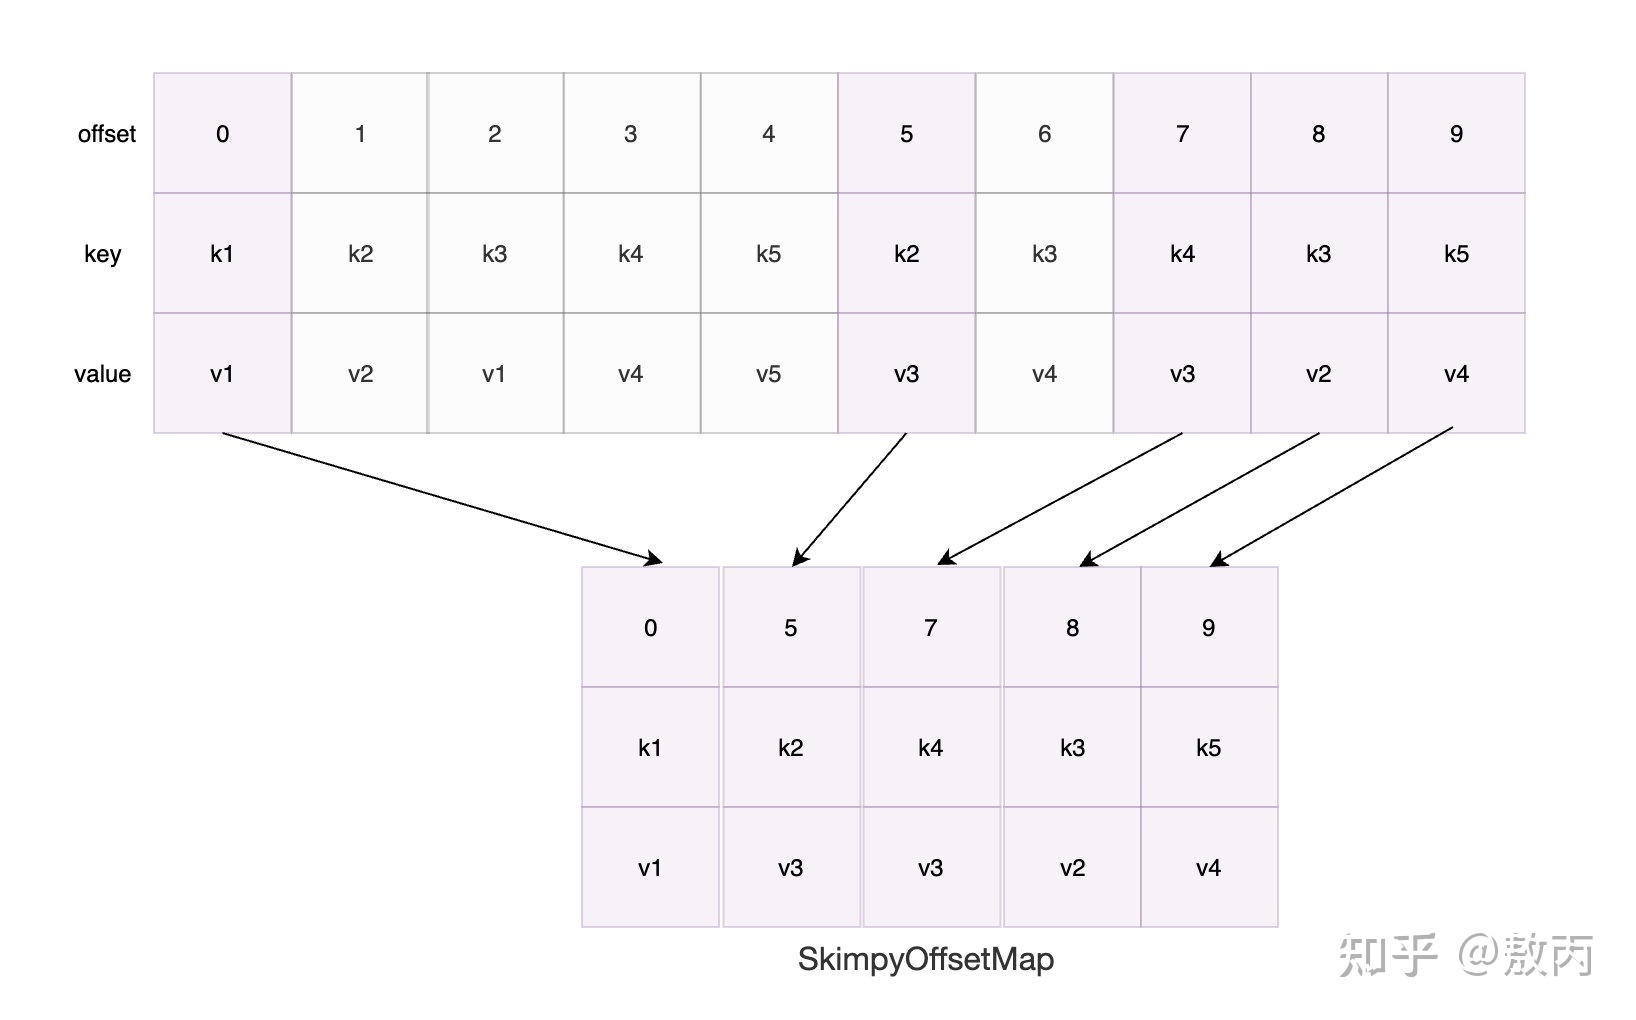 offset 0 1 2 3 4 5 6 7 8 9
key k1 k2 k3 k4 k5 k2 k3 k4 k3 k5
value v1 v2 v1 v4 v5 v3 v4 v3 v2 v4
0 5 7 8 9
k1 k2 k4 k3 k5
v1 v3 v3 v2 v4
SkimpyOffsetMap
知乎 @敖丙